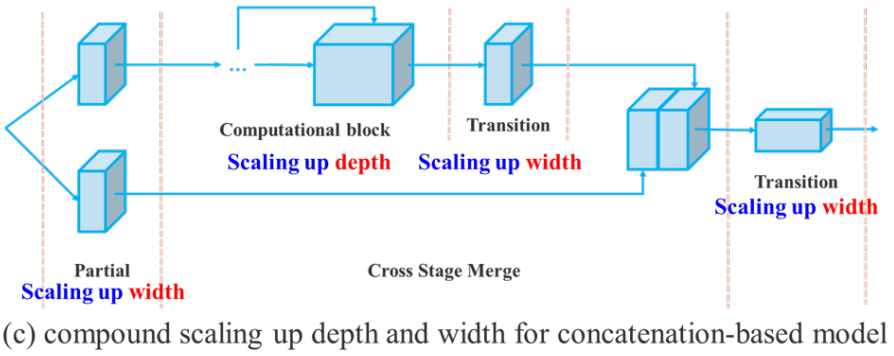 ...
Computational block
Scaling up depth
Transition
Scaling up width
Transition
Scaling up width
Partial
Scaling up width
Cross Stage Merge
(c) compound scaling up depth and width for concatenation-based model